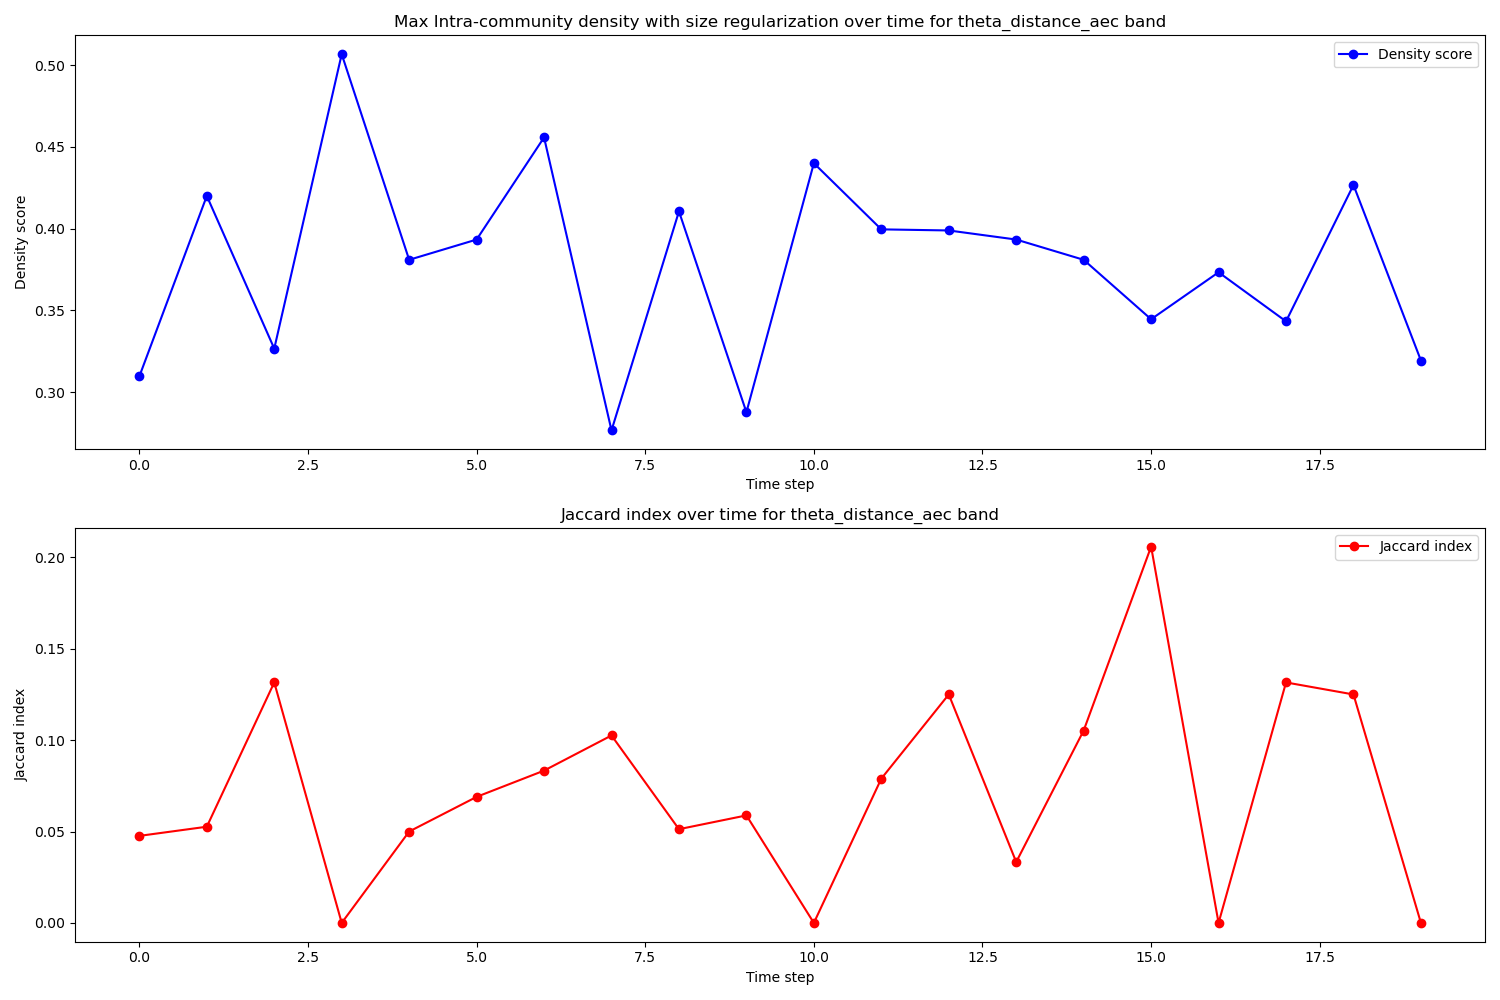 Max Intra-community density with size regularization over time for theta_distance_aec band
Density score
Density score
0.50
0.45
0.40
0.35
0.30
0.0 2.5 5.0 7.5 10.0 12.5 15.0 17.5
Time step
Jaccard index over time for theta_distance_aec band
Jaccard index
Jaccard index
0.20
0.15
0.10
0.05
0.00
0.0 2.5 5.0 7.5 10.0 12.5 15.0 17.5
Time step